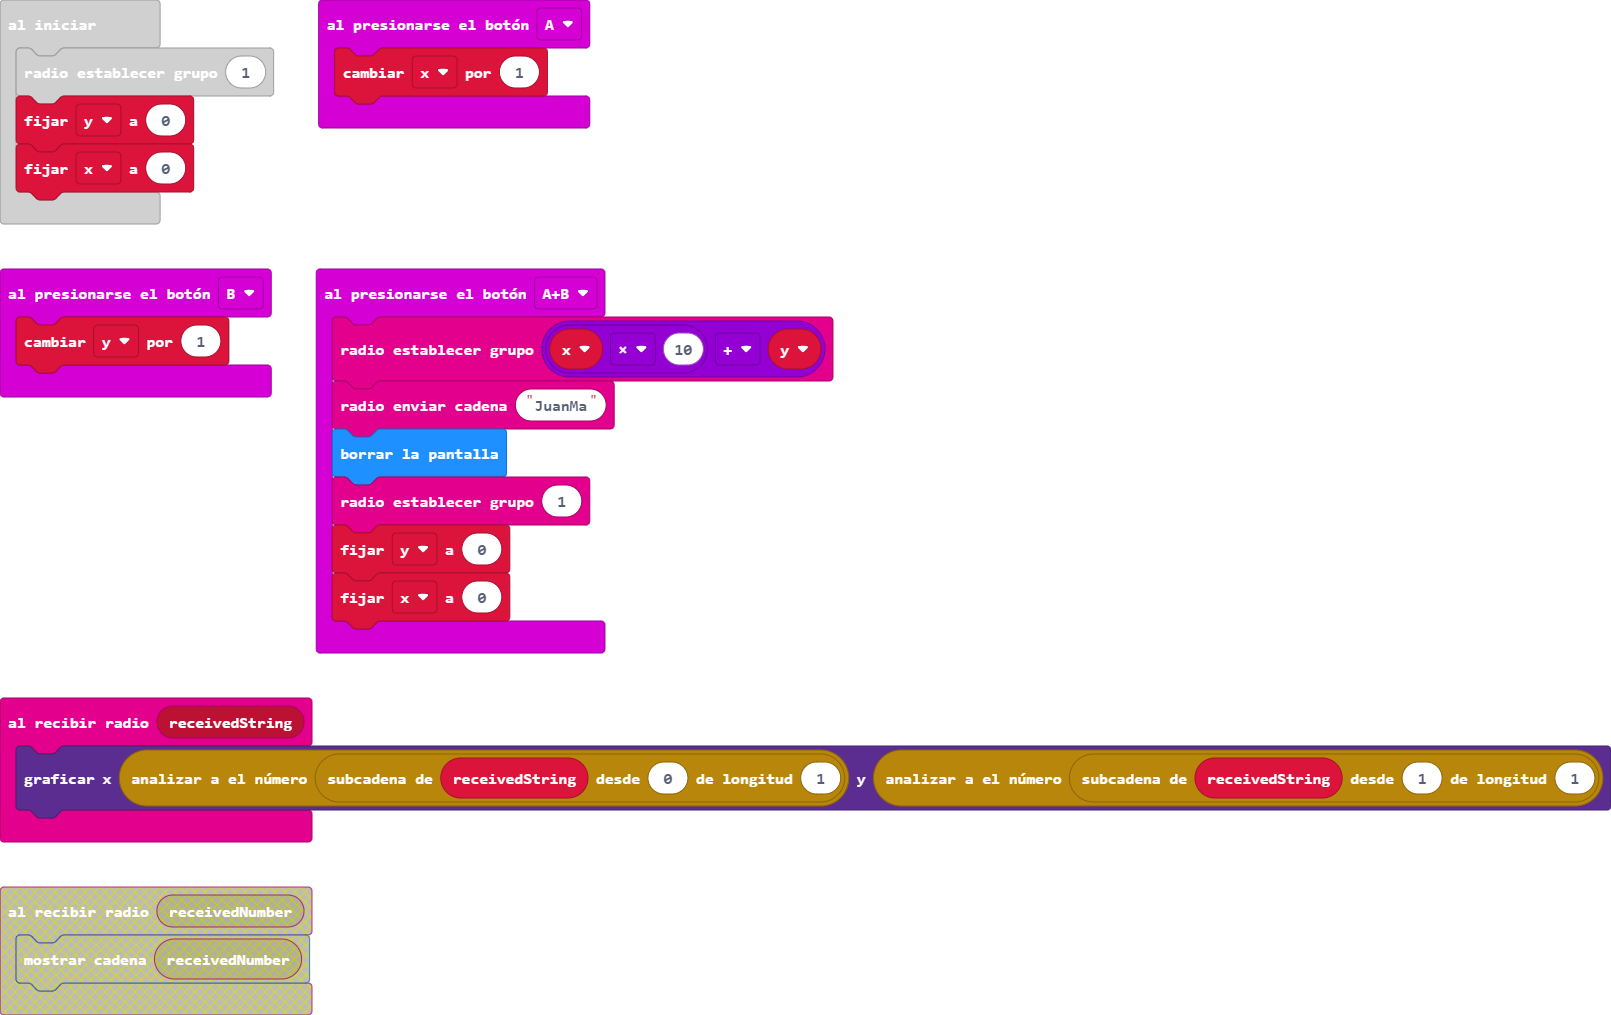 al iniciar
radio establecer grupo 1
fijar y a 0
fijar x a 0
al presionarse el botón A
cambiar x por 1
al presionarse el botón B
cambiar y por 1
al presionarse el botón A+B
radio establecer grupo x × 10 + y
radio enviar cadena "JuanMa"
borrar la pantalla
radio establecer grupo 1
fijar y a 0
fijar x a 0
al recibir radio receivedString
graficar x analizar a el número subcadena de receivedString desde 0 de longitud 1 y analizar a el número subcadena de receivedString desde 1 de longitud 1
al recibir radio receivedNumber
mostrar cadena receivedNumber